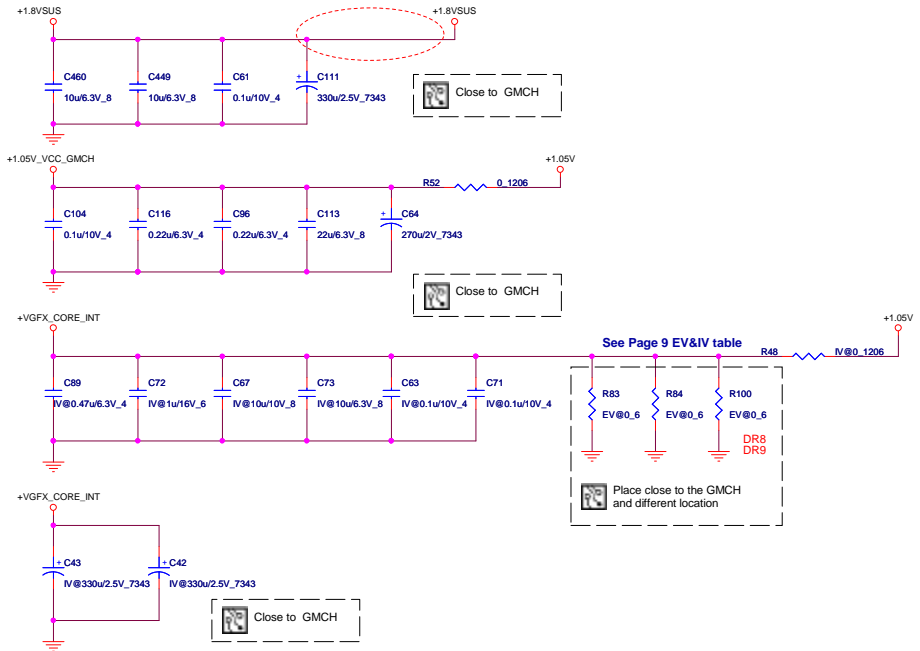 +1.8VSUS
+1.8VSUS
C460
10u/6.3V_8
C449
10u/6.3V_8
C61
0.1u/10V_4
+
C111
330u/2.5V_7343
Close to GMCH
+1.05V_VCC_GMCH
+1.05V
R52
0_1206
C104
0.1u/10V_4
C116
0.22u/6.3V_4
C96
0.22u/6.3V_4
C113
22u/6.3V_8
+
C64
270u/2V_7343
Close to GMCH
+VGFX_CORE_INT
+1.05V
See Page 9 EV&IV table
R48
IV@0_1206
C89
IV@0.47u/6.3V_4
C72
IV@1u/16V_6
C67
IV@10u/10V_8
C73
IV@10u/6.3V_8
C63
IV@0.1u/10V_4
C71
IV@0.1u/10V_4
R83
EV@0_6
R84
EV@0_6
R100
EV@0_6
DR8
DR9
Place close to the GMCH
and different location
+VGFX_CORE_INT
+
C43
IV@330u/2.5V_7343
+
C42
IV@330u/2.5V_7343
Close to GMCH